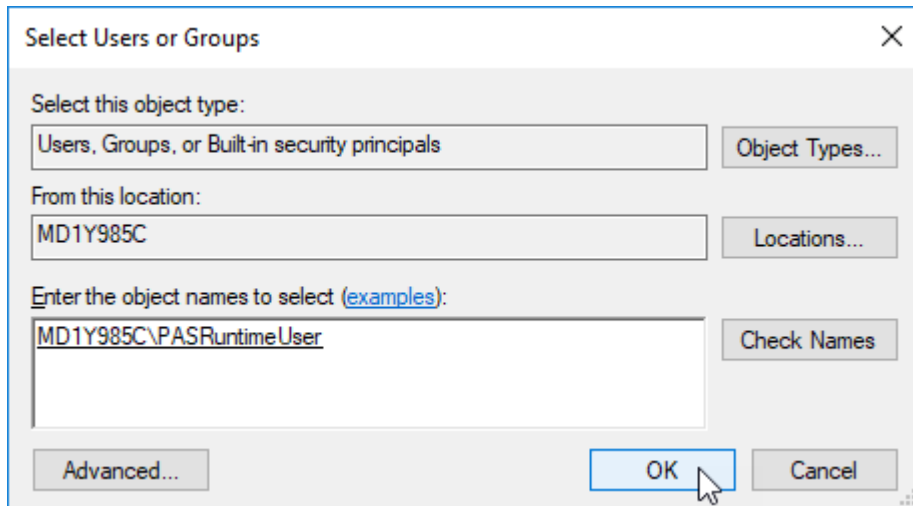 Select Users or Groups
Select this object type:
Users, Groups, or Built-in security principals
Object Types...
From this location:
MD1Y985C
Locations...
Enter the object names to select (examples):
MD1Y985C\PASRuntimeUser
Check Names
Advanced...
OK
Cancel